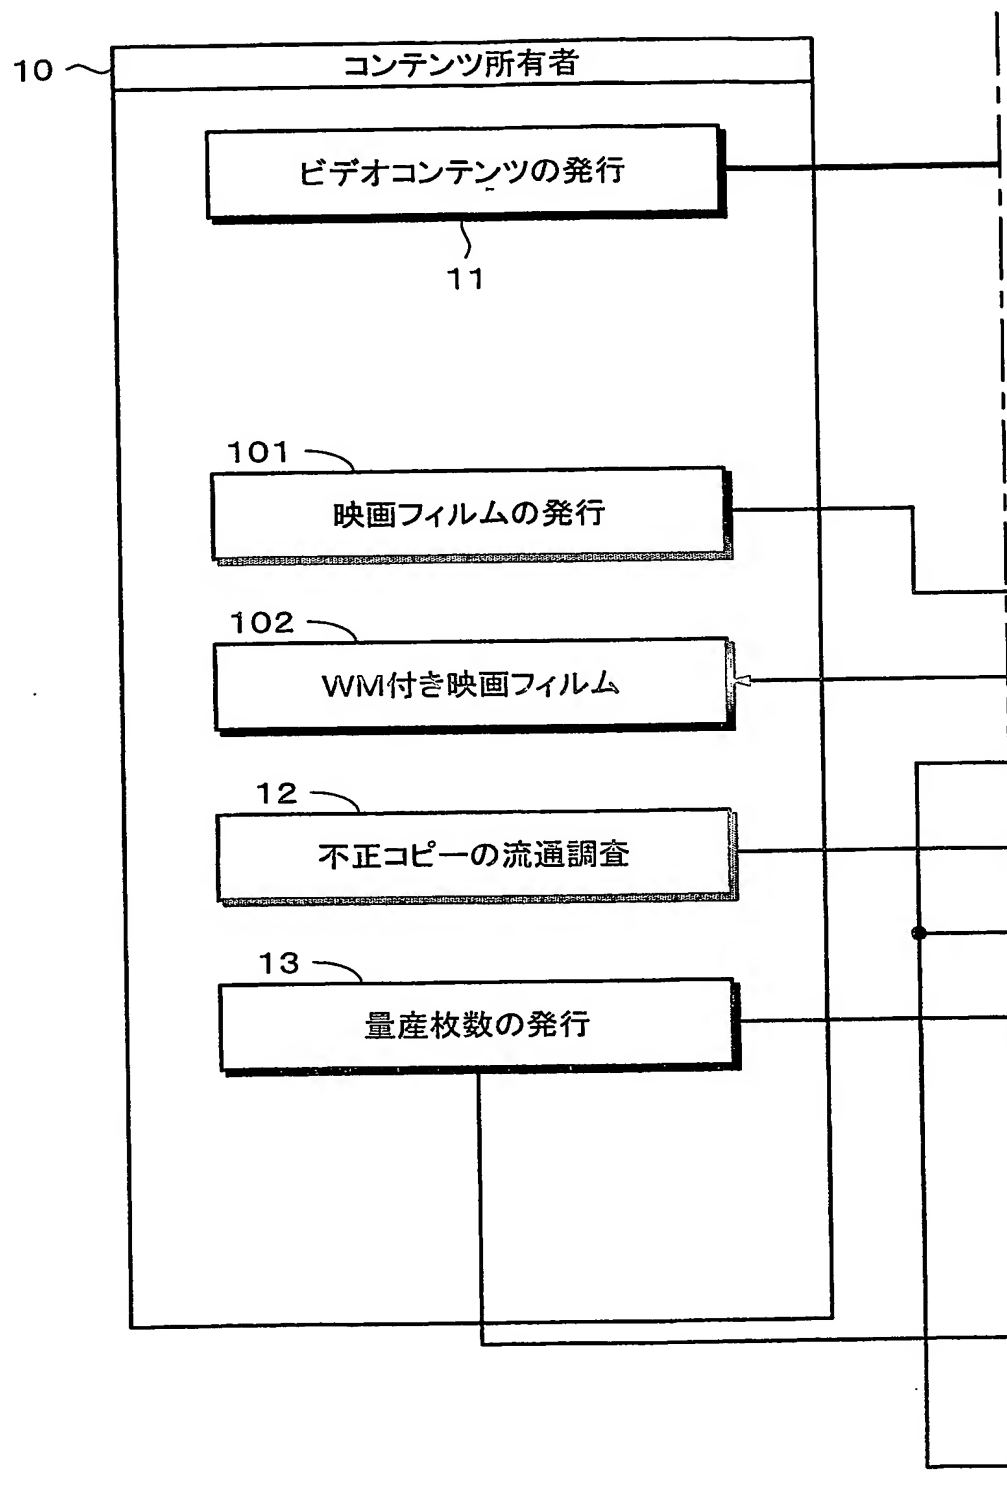 10
コンテンツ所有者
ビデオコンテンツの発行
11
101
映画フィルムの発行
102
WM付き映画フィルム
12
不正コピーの流通調査
13
量産枚数の発行